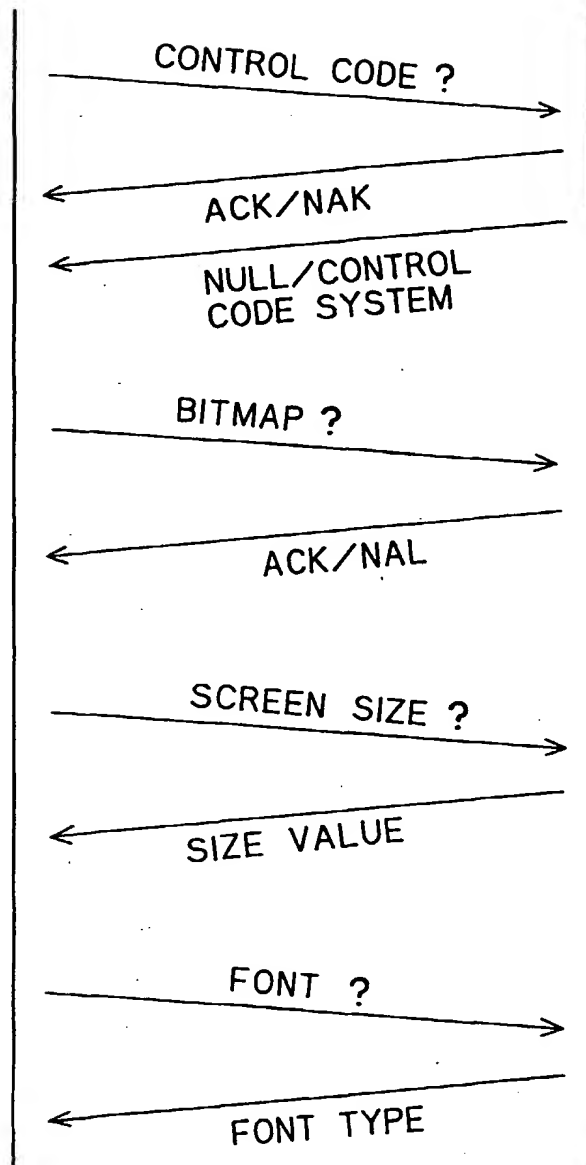 CONTROL CODE ?
ACK/NAK
NULL/CONTROL
CODE SYSTEM
BITMAP ?
ACK/NAL
SCREEN SIZE ?
SIZE VALUE
FONT ?
FONT TYPE